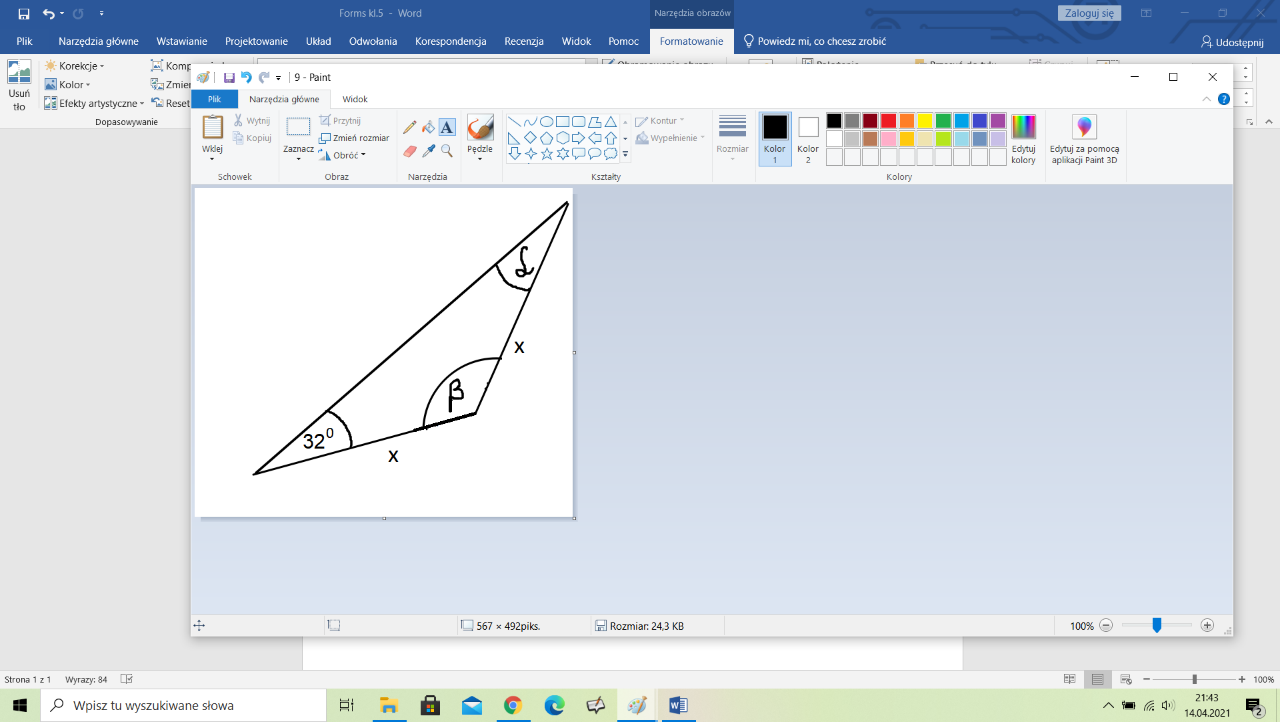 Forms kl.5 - Word
Narzędzia obrazów
Zaloguj się
Plik Narzędzia główne Wstawianie Projektowanie Układ Odwołania Korespondencja Recenzja Widok Pomoc Formatowanie Powiedz mi, co chcesz zrobić Udostępnij
Usuń tło
Korekcje
Kolor
Efekty artystyczne
Reset
Dopasowywanie
9 - Paint
Plik Narzędzia główne Widok
Wklej
Wytnij
Kopiuj
Schowek
Zaznacz
Przytnij
Zmień rozmiar
Obróć
Obraz
A
Narzędzia
Pędzle
Kontur
Wypełnienie
Kształty
Rozmiar
Kolor 1
Kolor 2
Edytuj kolory
Kolory
Edytuj za pomocą aplikacji Paint 3D
α
x
β
32⁰
x
567 × 492piks.
Rozmiar: 24,3 KB
100%
Strona 1 z 1 Wyrazy: 84
100%
Wpisz tu wyszukiwane słowa
21:43
14.04.2021
2